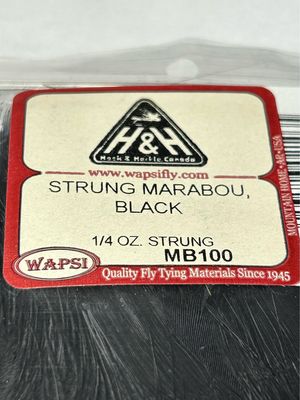 H&H
Hook & Hackle Canada
www.wapsifly.com
STRUNG MARABOU,
BLACK
1/4 OZ. STRUNG
MB100
WAPSI
Quality Fly Tying Materials Since 1945
MOUNTAIN HOME, AR-USA